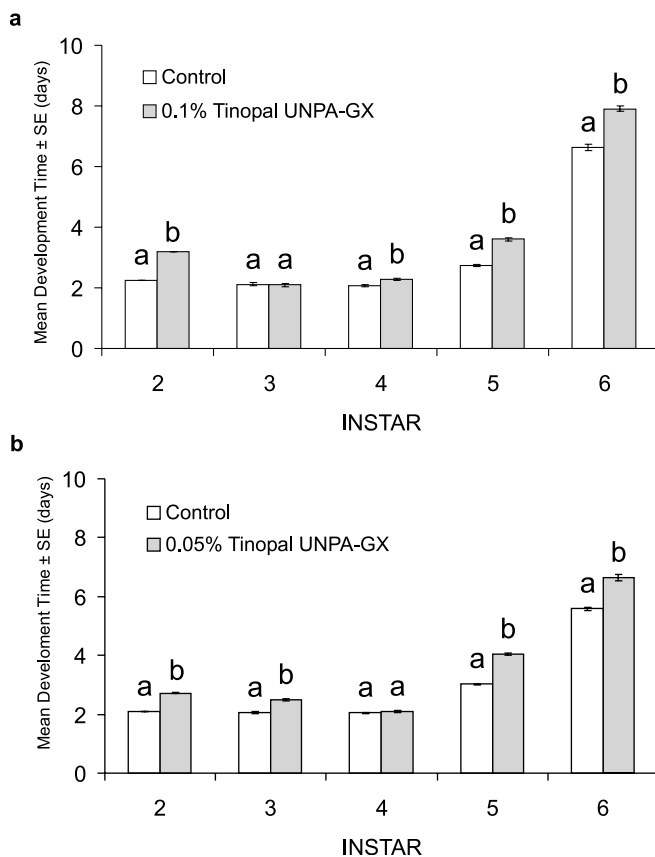 a
Mean Development Time ± SE (days)
10
8
6
4
2
0
Control
0.1% Tinopal UNPA-GX
a b
a a
a b
a b
a b
2 3 4 5 6
INSTAR
b
Mean Develoment Time ± SE (days)
10
8
6
4
2
0
Control
0.05% Tinopal UNPA-GX
a b
a b
a a
a b
a b
2 3 4 5 6
INSTAR